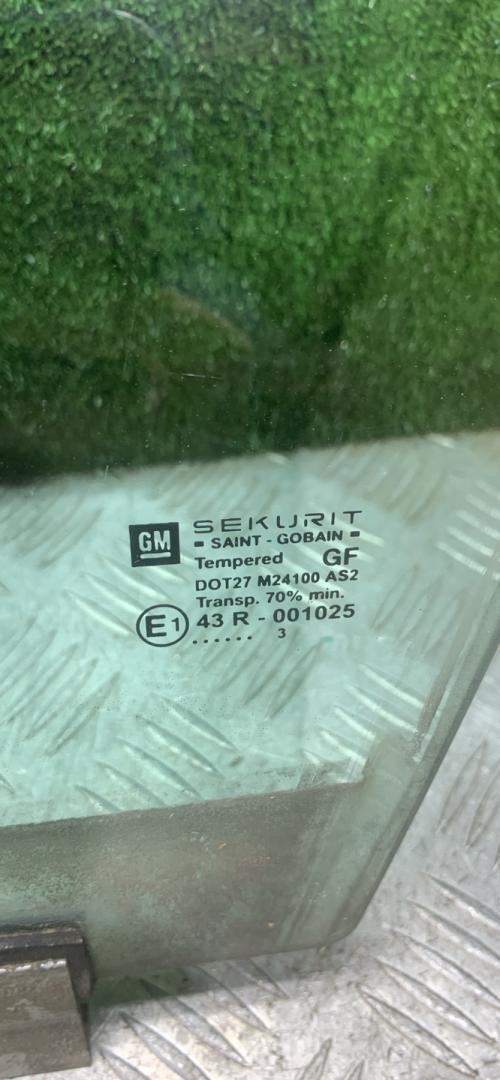 GM
SEKURIT
- SAINT - GOBAIN -
Tempered GF
DOT27 M24100 AS2
Transp. 70% min.
E1 43 R - 001025
...... 3